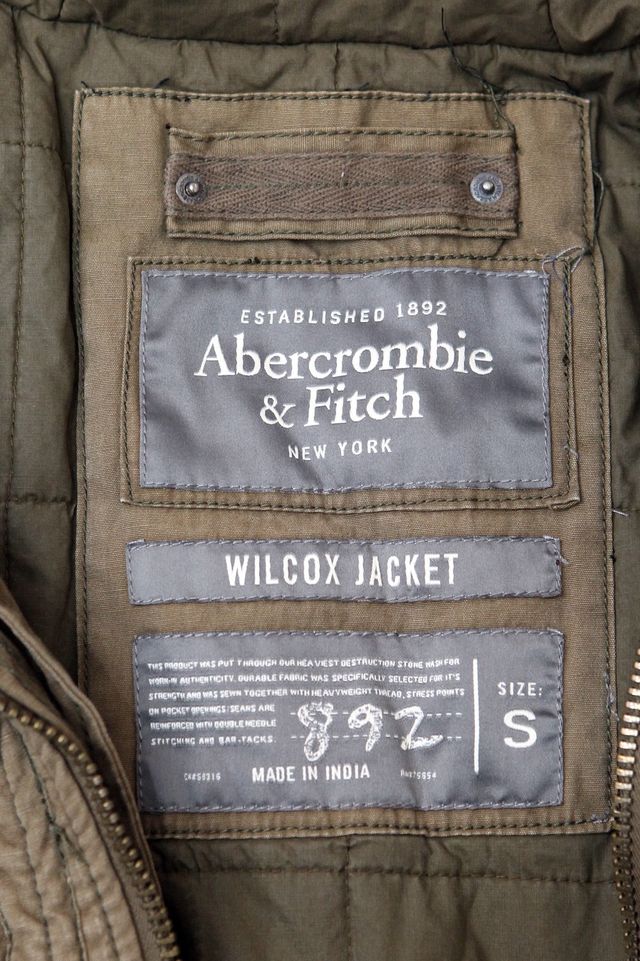 ESTABLISHED 1892
Abercrombie
& Fitch
NEW YORK
WILCOX JACKET
THIS PRODUCT WAS PUT THROUGH OUR HEAVIEST DESTRUCTION STONE WASH FOR
WORN-IN AUTHENTICITY. DURABLE FABRIC WAS SPECIFICALLY SELECTED FOR IT'S
STRENGTH AND WAS SEWN TOGETHER WITH HEAVYWEIGHT THREAD, STRESS POINTS
ON POCKET OPENINGS/SEAMS ARE
REINFORCED WITH DOUBLE NEEDLE
STITCHING AND BAR-TACKS.
892
SIZE:
S
MADE IN INDIA